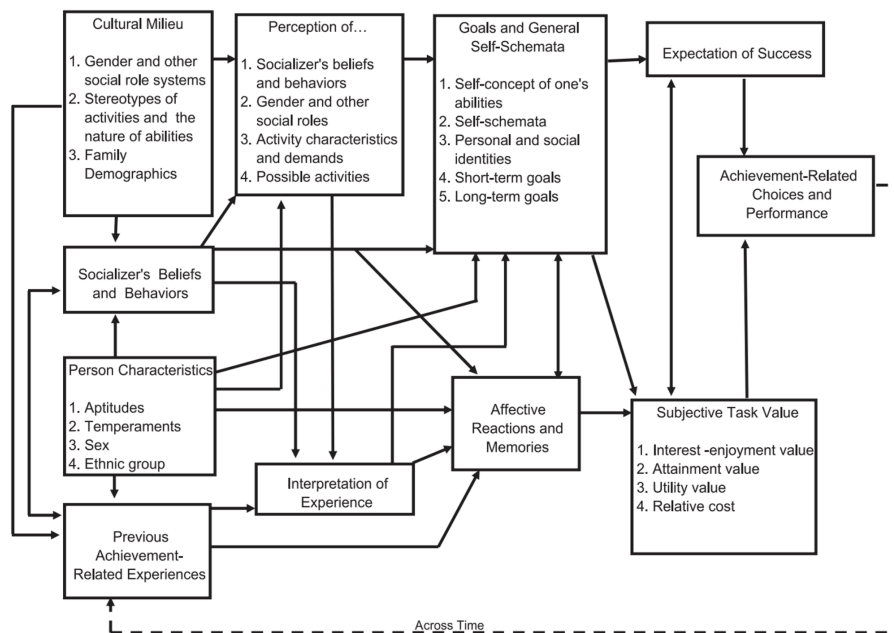 Cultural Milieu
1. Gender and other
social role systems
2. Stereotypes of
activities and the
nature of abilities
3. Family
Demographics
Perception of…
1. Socializer's beliefs
and behaviors
2. Gender and other
social roles
3. Activity characteristics
and demands
4. Possible activities
Goals and General
Self-Schemata
1. Self-concept of one's
abilities
2. Self-schema
3. Personal and social
identities
4. Short-term goals
5. Long-term goals
Expectation of Success
Achievement-Related
Choices and
Performance
Socializer's Beliefs
and Behaviors
Person Characteristics
1. Aptitudes
2. Temperaments
3. Sex
4. Ethnic group
Previous
Achievement-
Related Experiences
Interpretation of
Experience
Affective
Reactions and
Memories
Subjective Task Value
1. Interest -enjoyment value
2. Attainment value
3. Utility value
4. Relative cost
Across Time